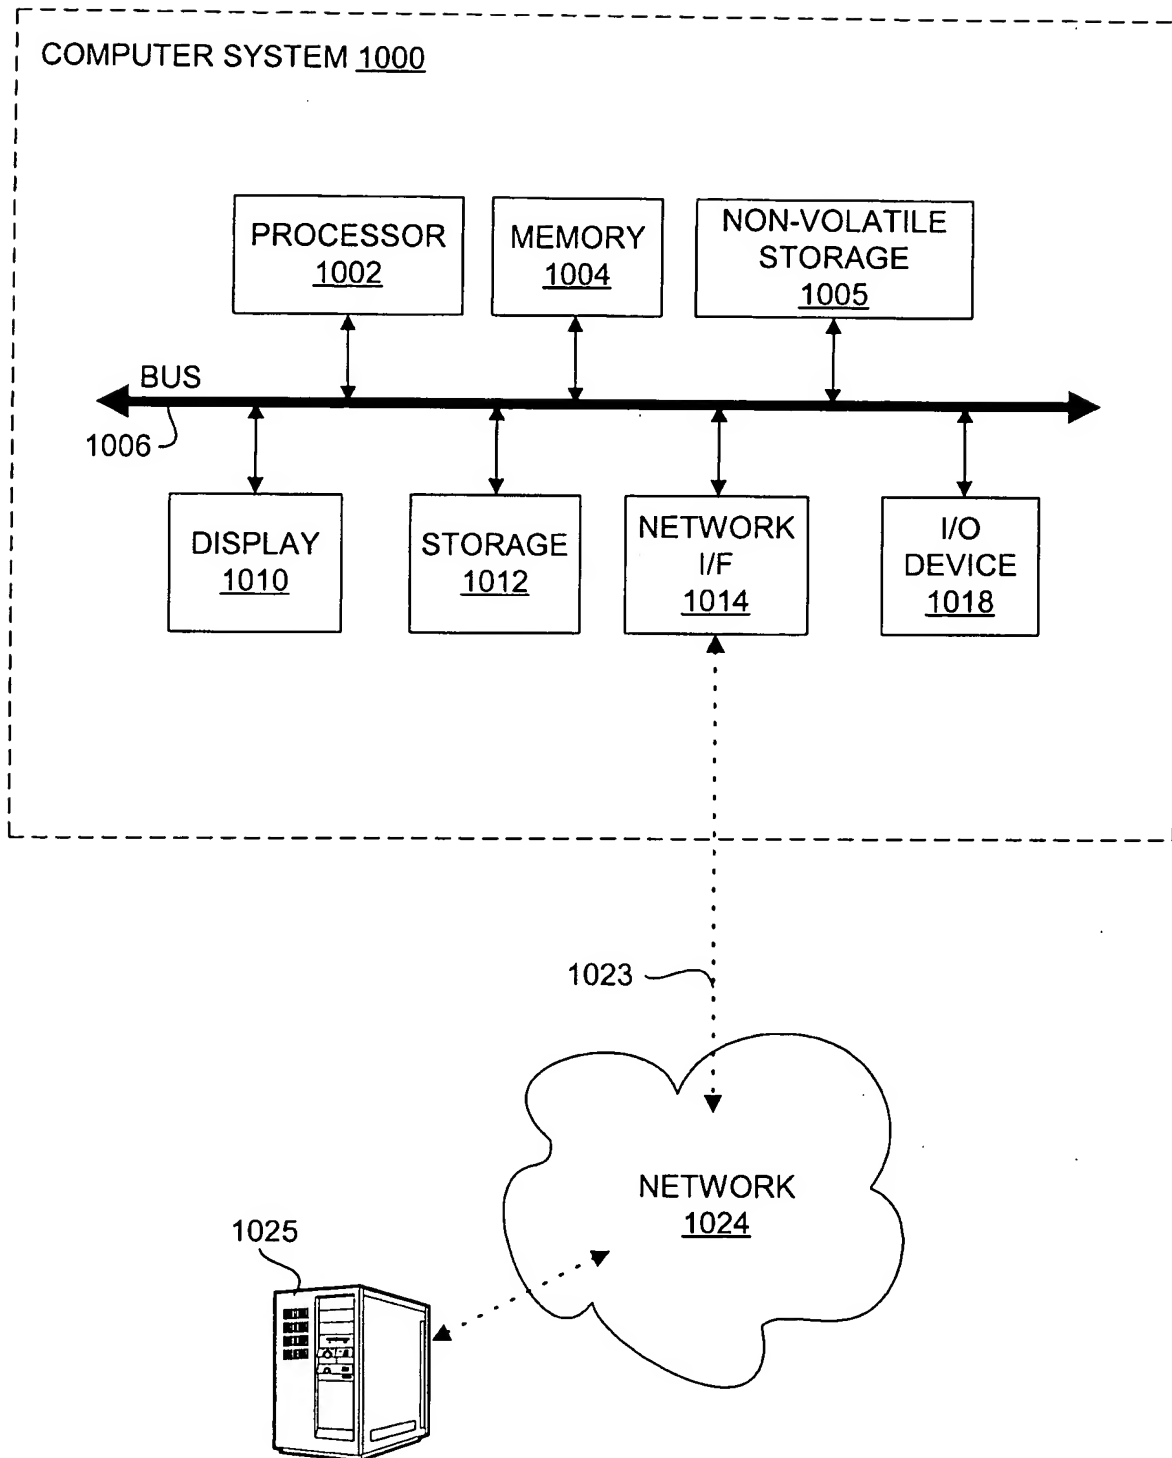 COMPUTER SYSTEM 1000
PROCESSOR
1002
MEMORY
1004
NON-VOLATILE
STORAGE
1005
BUS
1006
DISPLAY
1010
STORAGE
1012
NETWORK
I/F
1014
I/O
DEVICE
1018
1023
NETWORK
1024
1025